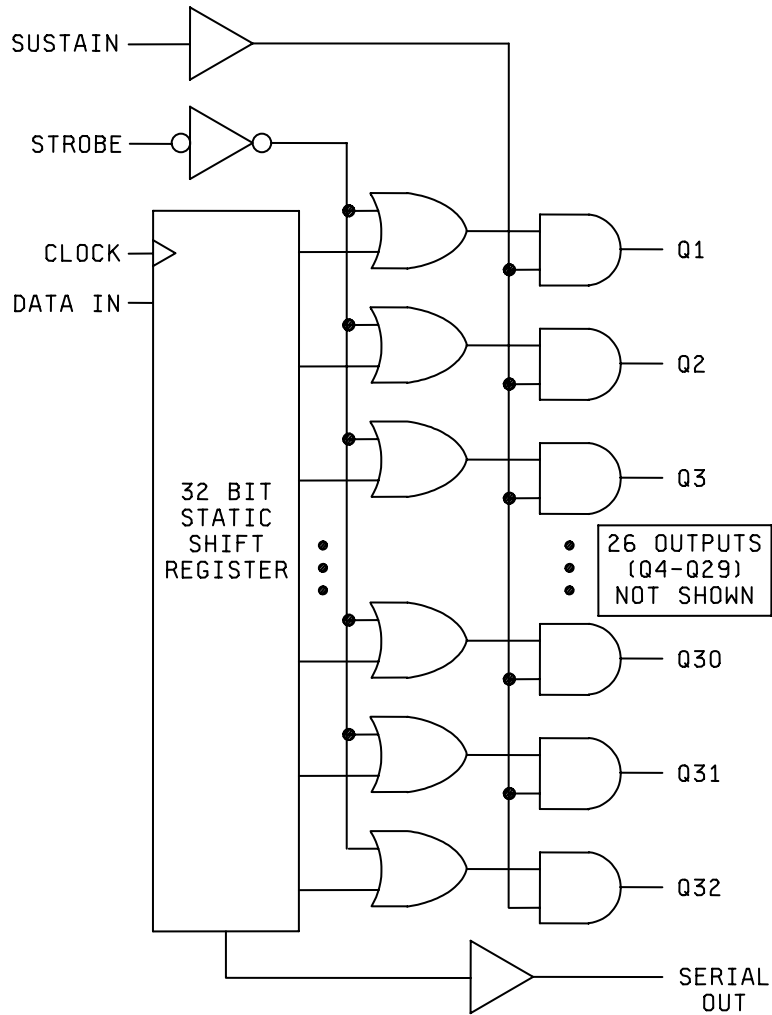 SUSTAIN
STROBE
CLOCK
DATA IN
32 BIT
STATIC
SHIFT
REGISTER
Q1
Q2
Q3
26 OUTPUTS
(Q4-Q29)
NOT SHOWN
Q30
Q31
Q32
SERIAL
OUT